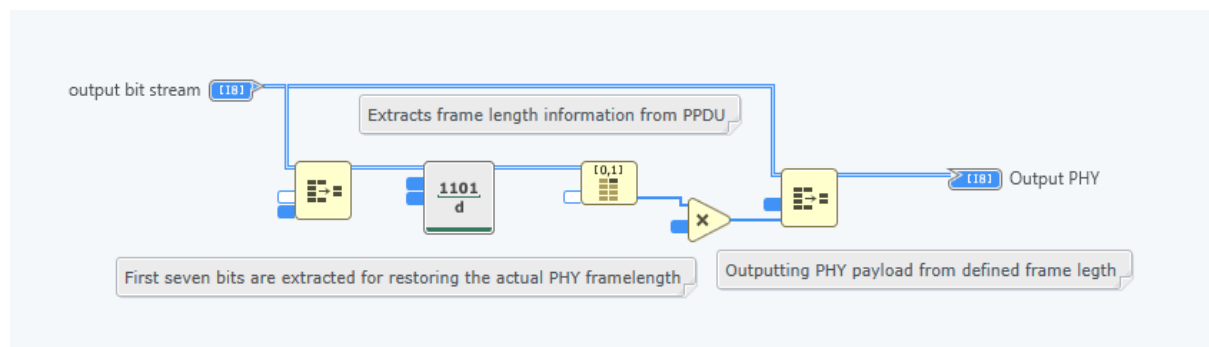 output bit stream [I8]
Extracts frame length information from PPDU
[0,1]
1101
d
×
[I8] Output PHY
First seven bits are extracted for restoring the actual PHY framelength
Outputting PHY payload from defined frame legth